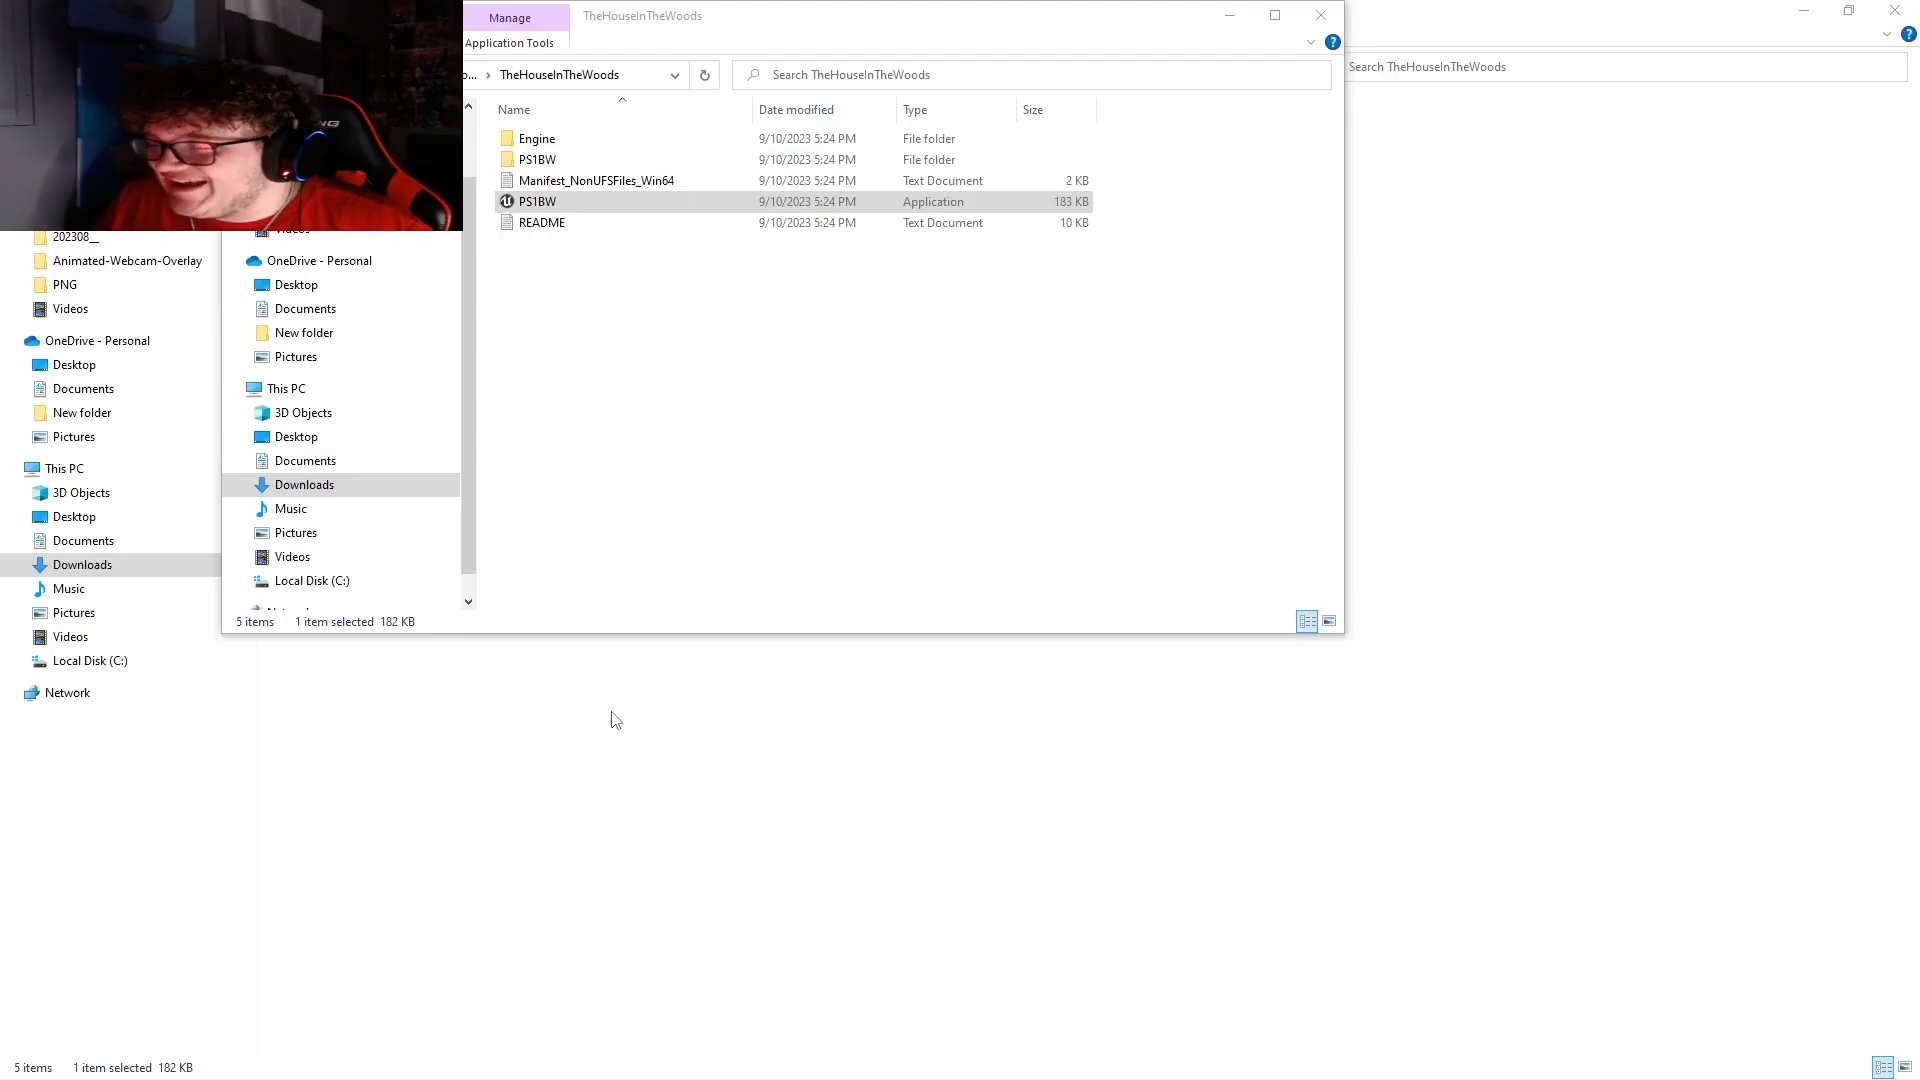 Manage
TheHouseInTheWoods
Application Tools
TheHouseInTheWoods
Search TheHouseInTheWoods
Search TheHouseInTheWoods
Name
Date modified
Type
Size
Engine
9/10/2023 5:24 PM
File folder
PS1BW
9/10/2023 5:24 PM
File folder
Manifest_NonUFSFiles_Win64
9/10/2023 5:24 PM
Text Document
2 KB
PS1BW
9/10/2023 5:24 PM
Application
183 KB
README
9/10/2023 5:24 PM
Text Document
10 KB
202308__
Animated-Webcam-Overlay
PNG
Videos
OneDrive - Personal
Desktop
Documents
New folder
Pictures
This PC
3D Objects
Desktop
Documents
Downloads
Music
Pictures
Videos
Local Disk (C:)
Network
OneDrive - Personal
Desktop
Documents
New folder
Pictures
This PC
3D Objects
Desktop
Documents
Downloads
Music
Pictures
Videos
Local Disk (C:)
5 items
1 item selected 182 KB
5 items
1 item selected 182 KB